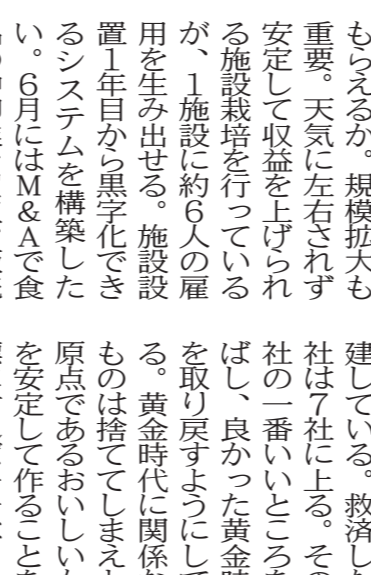 もらえるか。規模拡大も
重要。天気に左右されず
安定して収益を上げられ
る施設栽培を行っている
が、1施設に約6人の雇
用を生み出せる。施設設
置1年目から黒字化でき
るシステムを構築した
い。6月にはM&Aで食
建している。救済した
社は7社に上る。その
社の一番いいところを
ばし、良かった黄金時
を取り戻すようにして
る。黄金時代に関係な
ものは捨ててしまえと
原点であるおいしい
を安定して作ることを